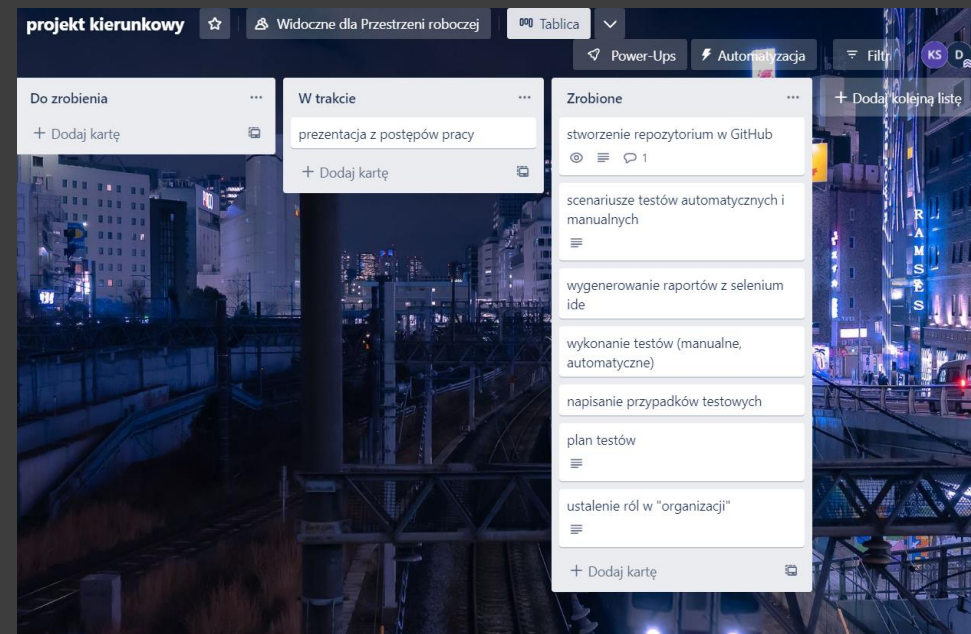 projekt kierunkowy
Widoczne dla Przestrzeni roboczej
Tablica
Power-Ups
Automatyzacja
Filtr
KS
D
Do zrobienia
+ Dodaj kartę
W trakcie
prezentacja z postępów pracy
+ Dodaj kartę
Zrobione
stworzenie repozytorium w GitHub
1
scenariusze testów automatycznych i
manualnych
wygenerowanie raportów z selenium
ide
wykonanie testów (manualne,
automatyczne)
napisanie przypadków testowych
plan testów
ustalenie ról w "organizacji"
+ Dodaj kartę
+ Dodaj kolejną listę
RAMSES